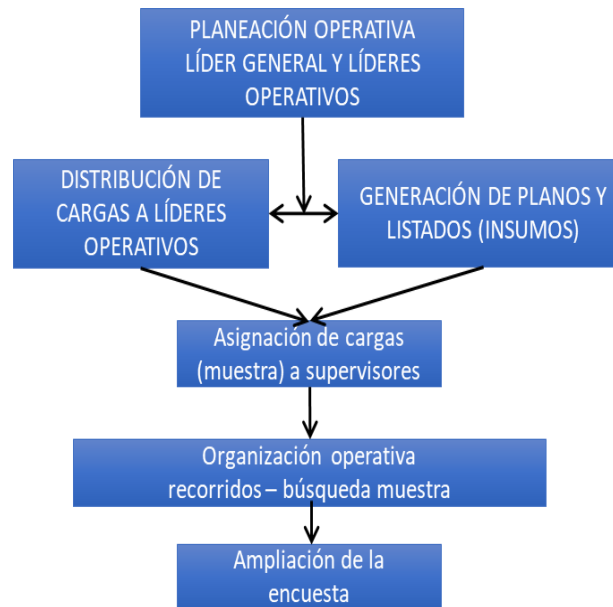 PLANEACIÓN OPERATIVA
LÍDER GENERAL Y LÍDERES
OPERATIVOS
DISTRIBUCIÓN DE
CARGAS A LÍDERES
OPERATIVOS
GENERACIÓN DE PLANOS Y
LISTADOS (INSUMOS)
Asignación de cargas
(muestra) a supervisores
Organización operativa
recorridos – búsqueda muestra
Ampliación de la
encuesta